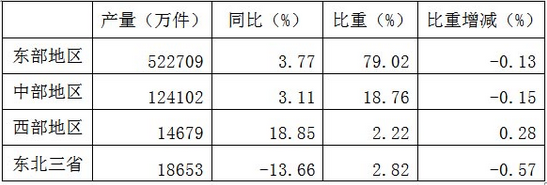 产量（万件） 同比（%） 比重（%） 比重增减（%）
东部地区 522709 3.77 79.02 -0.13
中部地区 124102 3.11 18.76 -0.15
西部地区 14679 18.85 2.22 0.28
东北三省 18653 -13.66 2.82 -0.57